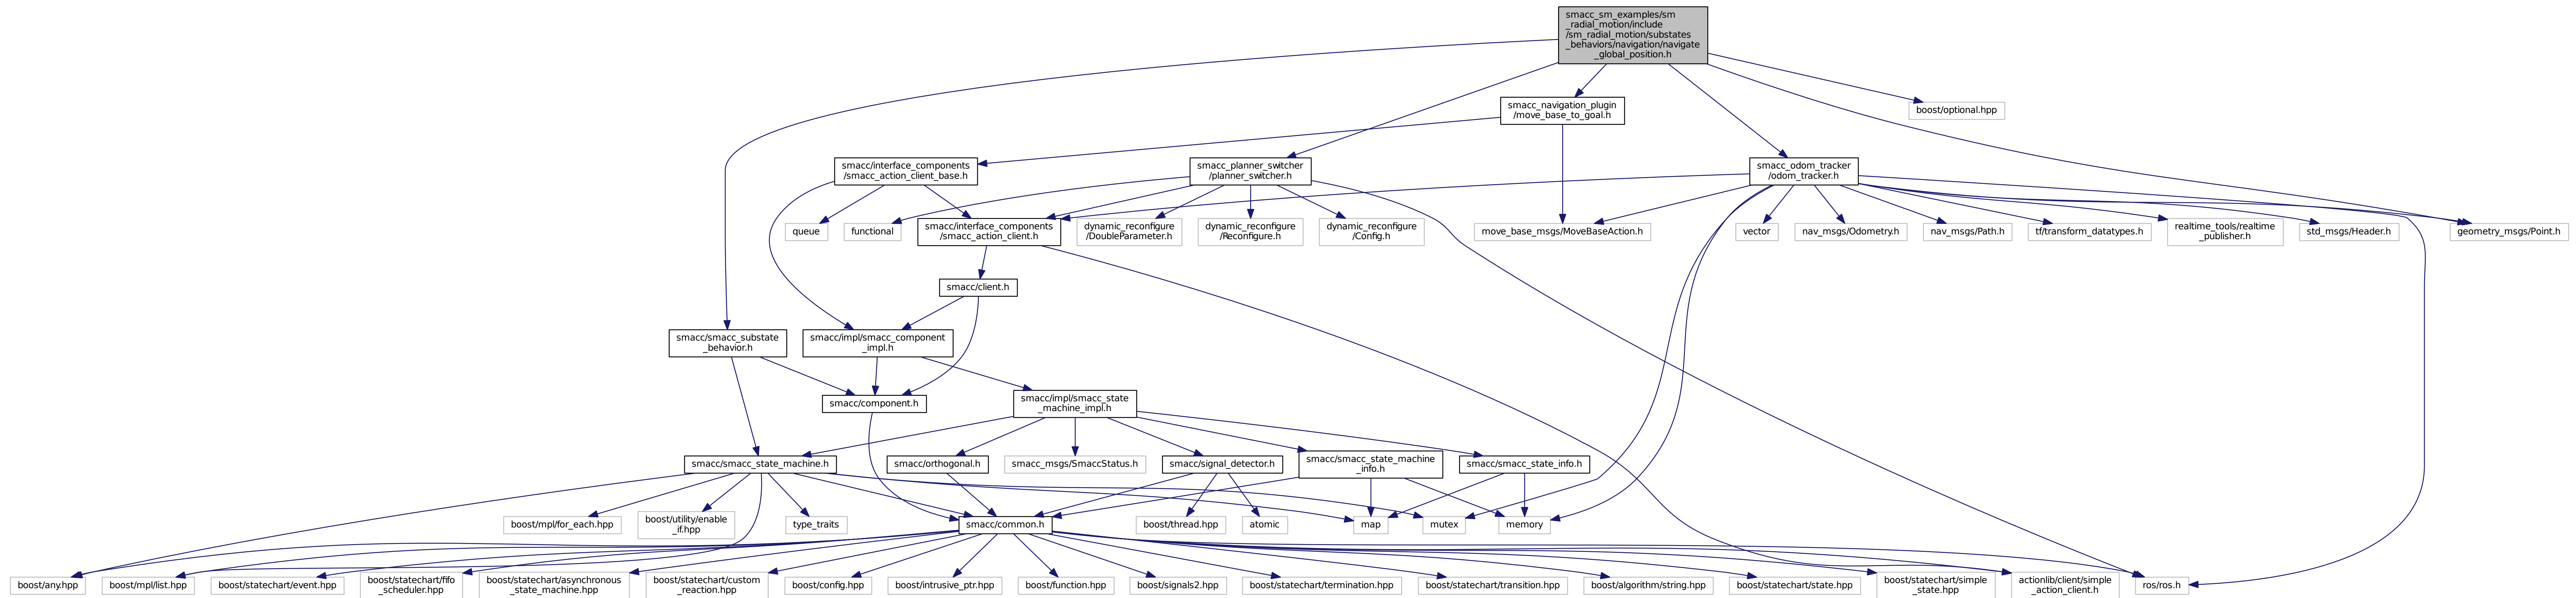 smacc_sm_examples/sm
_radial_motion/include
/sm_radial_motion/substates
_behaviors/navigation/navigate
_global_position.h
smacc_navigation_plugin
/move_base_to_goal.h
boost/optional.hpp
smacc/interface_components
/smacc_action_client_base.h
smacc_planner_switcher
/planner_switcher.h
smacc_odom_tracker
/odom_tracker.h
queue
functional
smacc/interface_components
/smacc_action_client.h
dynamic_reconfigure
/DoubleParameter.h
dynamic_reconfigure
/Reconfigure.h
dynamic_reconfigure
/Config.h
move_base_msgs/MoveBaseAction.h
vector
nav_msgs/Odometry.h
nav_msgs/Path.h
tf/transform_datatypes.h
realtime_tools/realtime
_publisher.h
std_msgs/Header.h
geometry_msgs/Point.h
smacc/client.h
smacc/smacc_substate
_behavior.h
smacc/impl/smacc_component
_impl.h
smacc/component.h
smacc/impl/smacc_state
_machine_impl.h
smacc/smacc_state_machine.h
smacc/orthogonal.h
smacc_msgs/SmaccStatus.h
smacc/signal_detector.h
smacc/smacc_state_machine
_info.h
smacc/smacc_state_info.h
boost/mpl/for_each.hpp
boost/utility/enable
_if.hpp
type_traits
smacc/common.h
boost/thread.hpp
atomic
map
mutex
memory
boost/any.hpp
boost/mpl/list.hpp
boost/statechart/event.hpp
boost/statechart/fifo
_scheduler.hpp
boost/statechart/asynchronous
_state_machine.hpp
boost/statechart/custom
_reaction.hpp
boost/config.hpp
boost/intrusive_ptr.hpp
boost/function.hpp
boost/signals2.hpp
boost/statechart/termination.hpp
boost/statechart/transition.hpp
boost/algorithm/string.hpp
boost/statechart/state.hpp
boost/statechart/simple
_state.hpp
actionlib/client/simple
_action_client.h
ros/ros.h